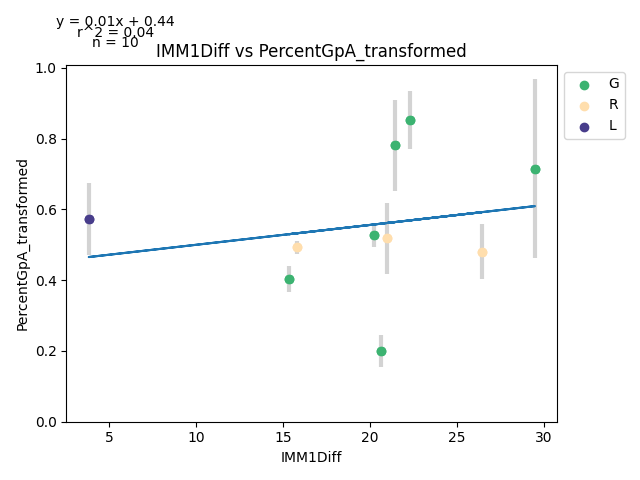 y = 0.01x + 0.44
r^2 = 0.04
n = 10
IMM1Diff vs PercentGpA_transformed
G
R
L
PercentGpA_transformed
1.0
0.8
0.6
0.4
0.2
0.0
5 10 15 20 25 30
IMM1Diff